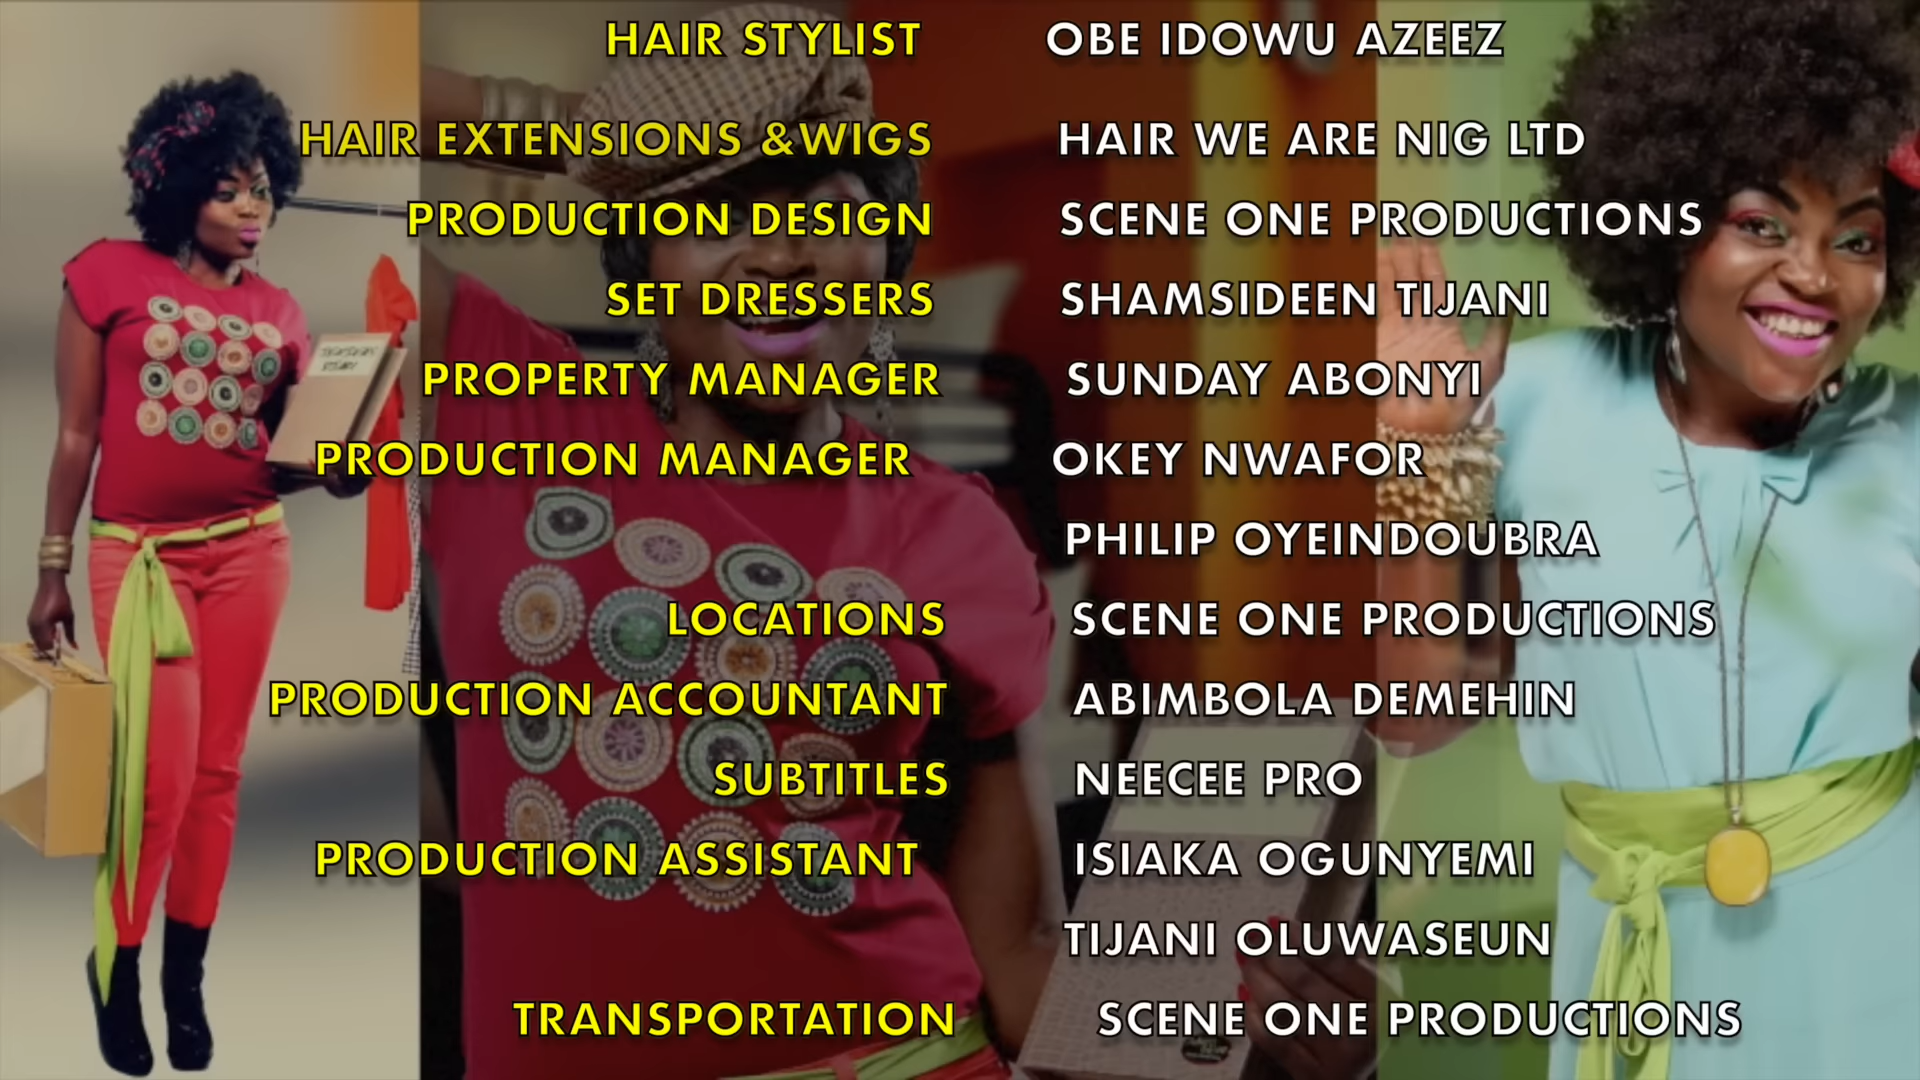 HAIR STYLIST OBE IDOWU AZEEZ
HAIR EXTENSIONS &WIGS HAIR WE ARE NIG LTD
PRODUCTION DESIGN SCENE ONE PRODUCTIONS
SET DRESSERS SHAMSIDEEN TIJANI
PROPERTY MANAGER SUNDAY ABONYI
PRODUCTION MANAGER OKEY NWAFOR
PHILIP OYEINDOUBRA
LOCATIONS SCENE ONE PRODUCTIONS
PRODUCTION ACCOUNTANT ABIMBOLA DEMEHIN
SUBTITLES NEECEE PRO
PRODUCTION ASSISTANT ISIAKA OGUNYEMI
TIJANI OLUWASEUN
TRANSPORTATION SCENE ONE PRODUCTIONS